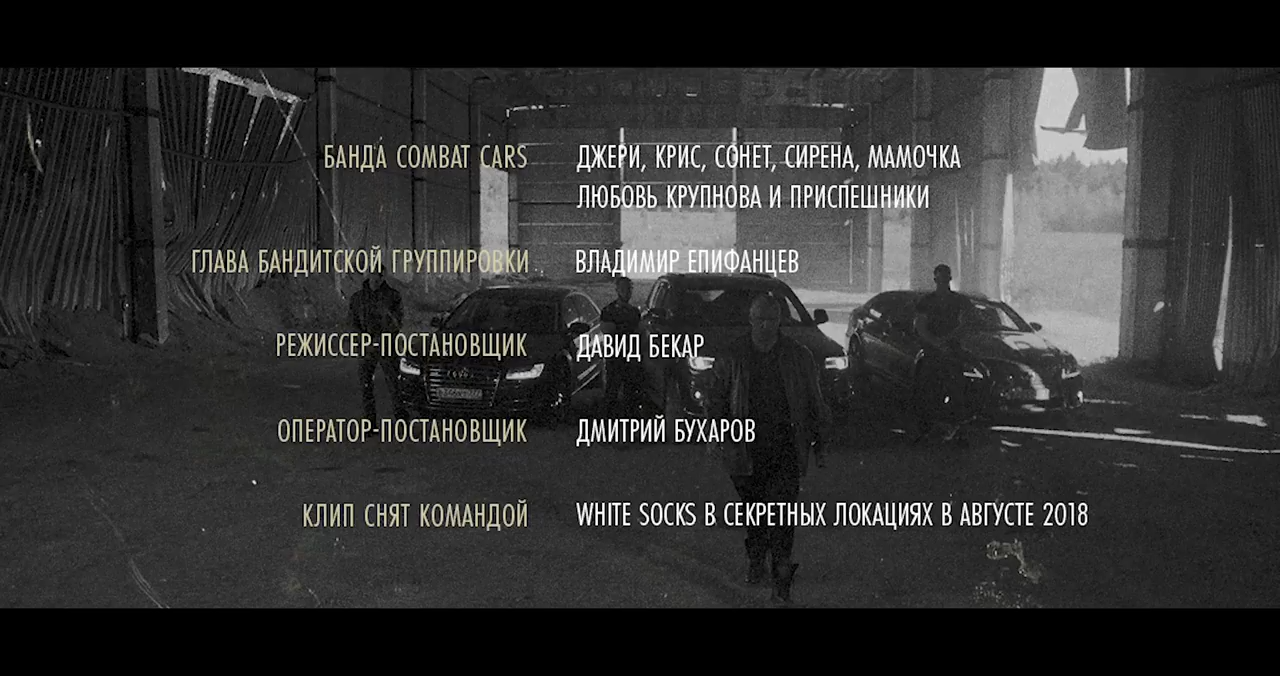 БАНДА COMBAT CARS ДЖЕРИ, КРИС, СОНЕТ, СИРЕНА, МАМОЧКА
ЛЮБОВЬ КРУПНОВА И ПРИСПЕШНИКИ
ГЛАВА БАНДИТСКОЙ ГРУППИРОВКИ ВЛАДИМИР ЕПИФАНЦЕВ
РЕЖИССЕР-ПОСТАНОВЩИК ДАВИД БЕКАР
ОПЕРАТОР-ПОСТАНОВЩИК ДМИТРИЙ БУХАРОВ
КЛИП СНЯТ КОМАНДОЙ WHITE SOCKS В СЕКРЕТНЫХ ЛОКАЦИЯХ В АВГУСТЕ 2018